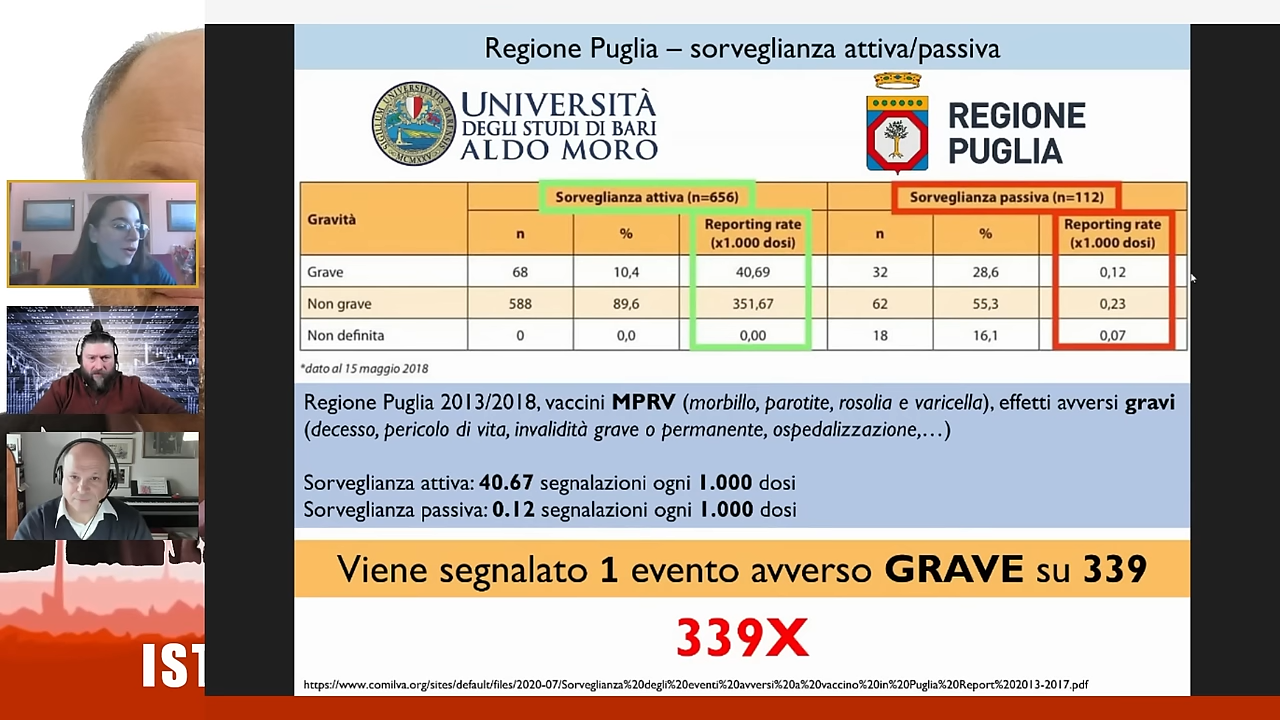 Regione Puglia – sorveglianza attiva/passiva
UNIVERSITÀ
DEGLI STUDI DI BARI
ALDO MORO
REGIONE
PUGLIA
Gravità
Sorveglianza attiva (n=656)
Sorveglianza passiva (n=112)
n % Reporting rate (x1.000 dosi) n % Reporting rate (x1.000 dosi)
Grave 68 10,4 40,69 32 28,6 0,12
Non grave 588 89,6 351,67 62 55,3 0,23
Non definita 0 0,0 0,00 18 16,1 0,07
*dato al 15 maggio 2018
Regione Puglia 2013/2018, vaccini MPRV (morbillo, parotite, rosolia e varicella), effetti avversi gravi
(decesso, pericolo di vita, invalidità grave o permanente, ospedalizzazione,…)
Sorveglianza attiva: 40.67 segnalazioni ogni 1.000 dosi
Sorveglianza passiva: 0.12 segnalazioni ogni 1.000 dosi
Viene segnalato 1 evento avverso GRAVE su 339
339X
https://www.comilva.org/sites/default/files/2020-07/Sorveglianza%20degli%20eventi%20avversi%20a%20vaccino%20in%20Puglia%20Report%202013-2017.pdf
IST